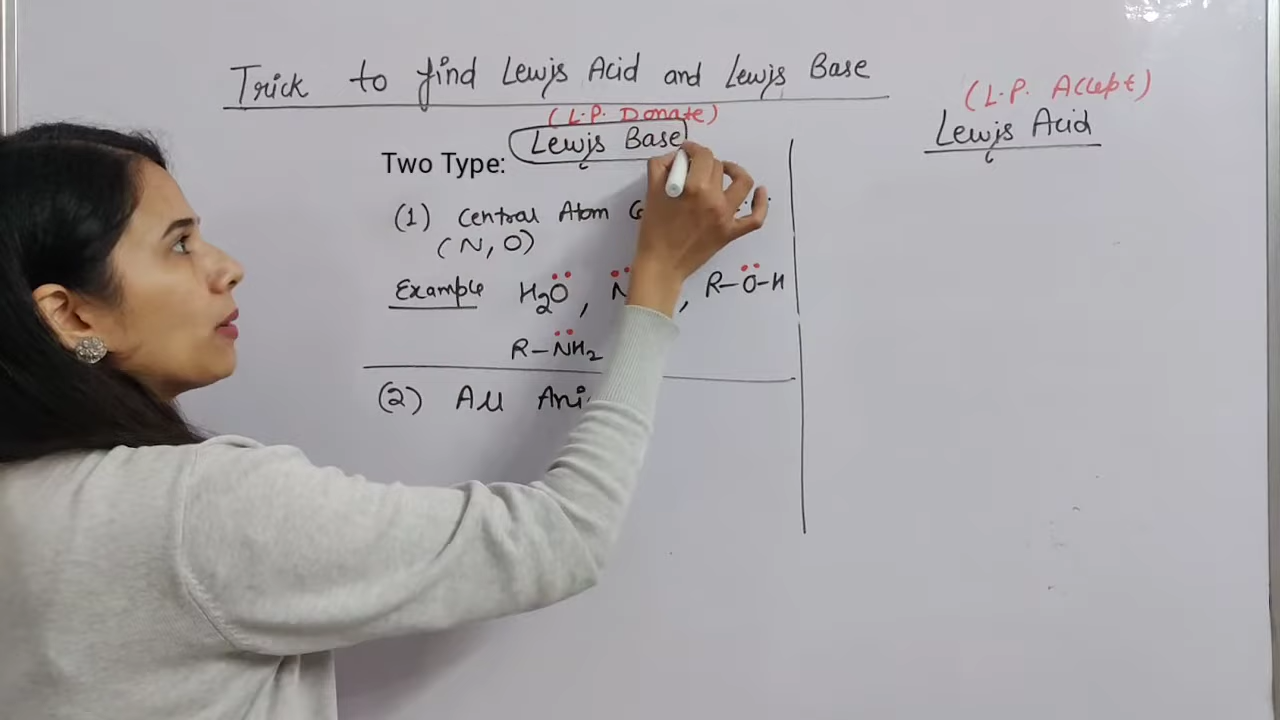 Trick to find Lewis Acid and Lewis Base
(L.P. Donate)
Lewis Base
Two Type:
(1) Central Atom
(N, O)
Example H2O, , R-O-H
R-NH2
(2) All
(L.P. Accept)
Lewis Acid